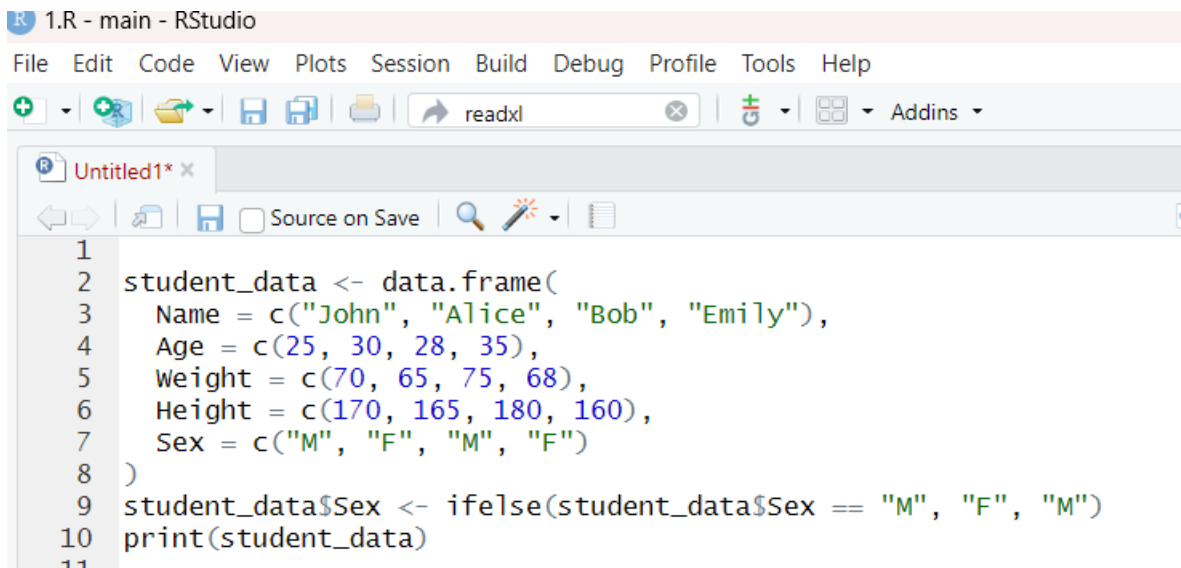 R 1.R - main - RStudio
File Edit Code View Plots Session Build Debug Profile Tools Help
R readxl Addins
R Untitled1*
Source on Save
1
2 student_data <- data.frame(
3 Name = c("John", "Alice", "Bob", "Emily"),
4 Age = c(25, 30, 28, 35),
5 Weight = c(70, 65, 75, 68),
6 Height = c(170, 165, 180, 160),
7 Sex = c("M", "F", "M", "F")
8 )
9 student_data$Sex <- ifelse(student_data$Sex == "M", "F", "M")
10 print(student_data)
11